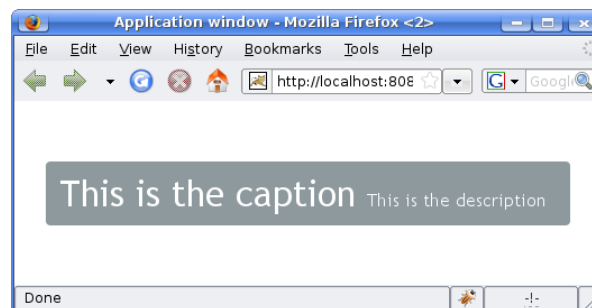 Application window - Mozilla Firefox <2>
File Edit View History Bookmarks Tools Help
http://localhost:808 G Google
This is the caption This is the description
Done